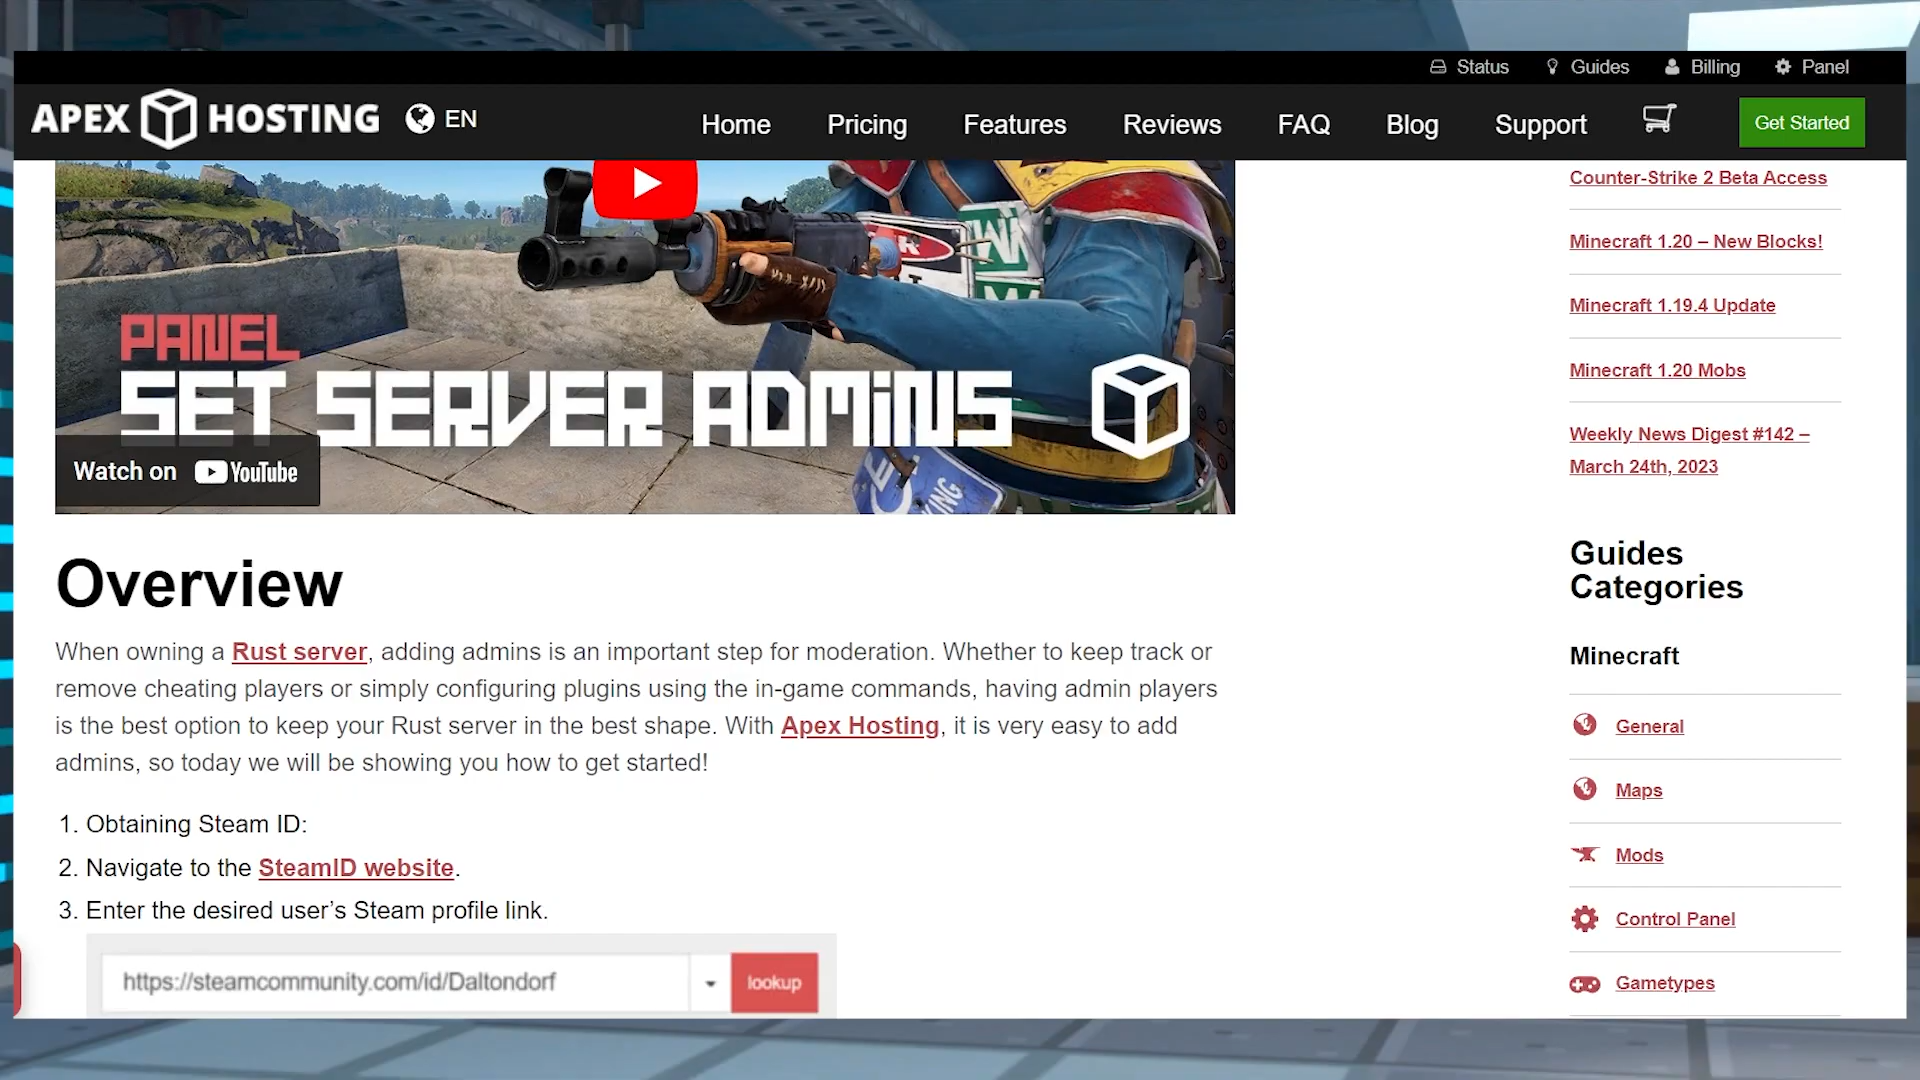 Status Guides Billing Panel
APEX HOSTING EN
Home Pricing Features Reviews FAQ Blog Support Get Started
PANEL
SET SERVER ADMINS
Watch on YouTube
KING
Overview
When owning a Rust server, adding admins is an important step for moderation. Whether to keep track or
remove cheating players or simply configuring plugins using the in-game commands, having admin players
is the best option to keep your Rust server in the best shape. With Apex Hosting, it is very easy to add
admins, so today we will be showing you how to get started!
1. Obtaining Steam ID:
2. Navigate to the SteamID website.
3. Enter the desired user’s Steam profile link.
https://steamcommunity.com/id/Daltondorf lookup
Counter-Strike 2 Beta Access
Minecraft 1.20 – New Blocks!
Minecraft 1.19.4 Update
Minecraft 1.20 Mobs
Weekly News Digest #142 –
March 24th, 2023
Guides
Categories
Minecraft
General
Maps
Mods
Control Panel
Gametypes